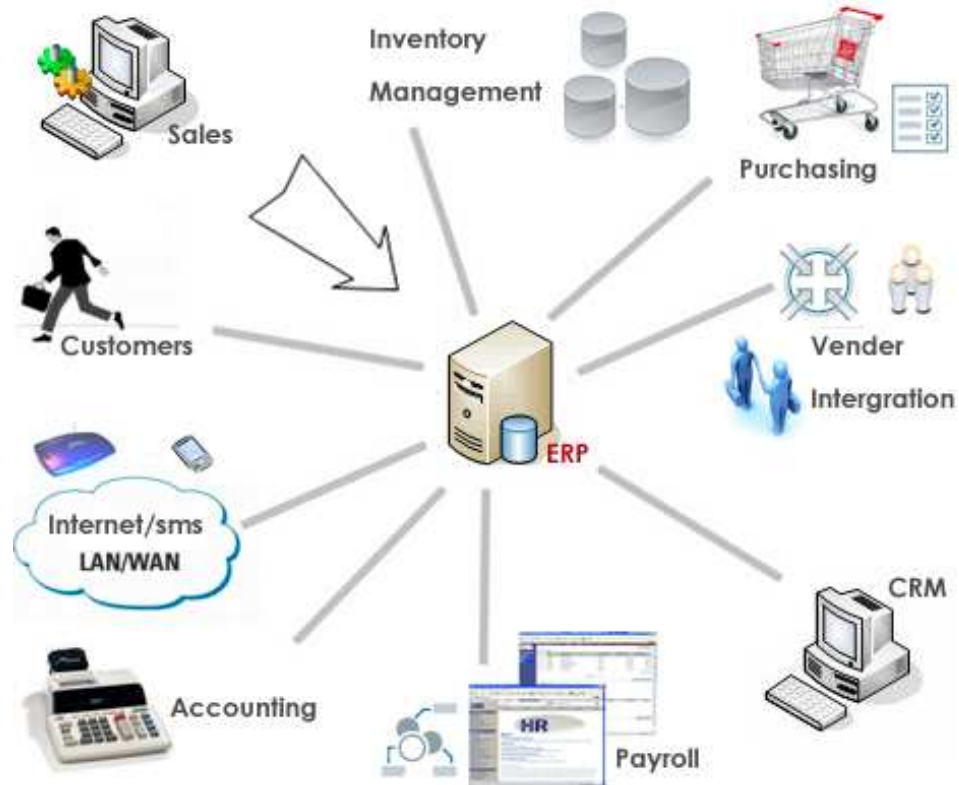 Inventory
Management
Sales
Purchasing
Customers
Vender
Intergration
ERP
Internet/sms
LAN/WAN
CRM
Accounting
HR
Payroll